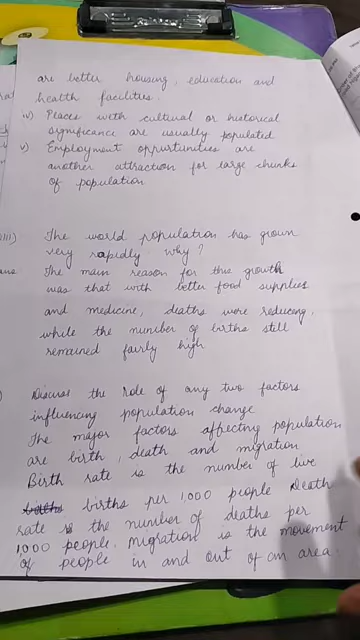 are better housing, education and
health facilities.
iv) Places with cultural or historical
significance are usually populated
v) Employment oppurtunities are
another attraction for large chunks
of population
The world population has grown
very rapidly. Why?
ans The main reason for this growth
was that with better food supplies
and medicine, deaths were reducing,
while the number of births still
remained fairly high
Discuss the role of any two factors
influencing population change
The major factors affecting population
are birth, death and migration
Birth rate is the number of live
births per 1,000 people Death
rate is the number of deaths per
1,000 people. Migration is the movement
of people in and out of an area.